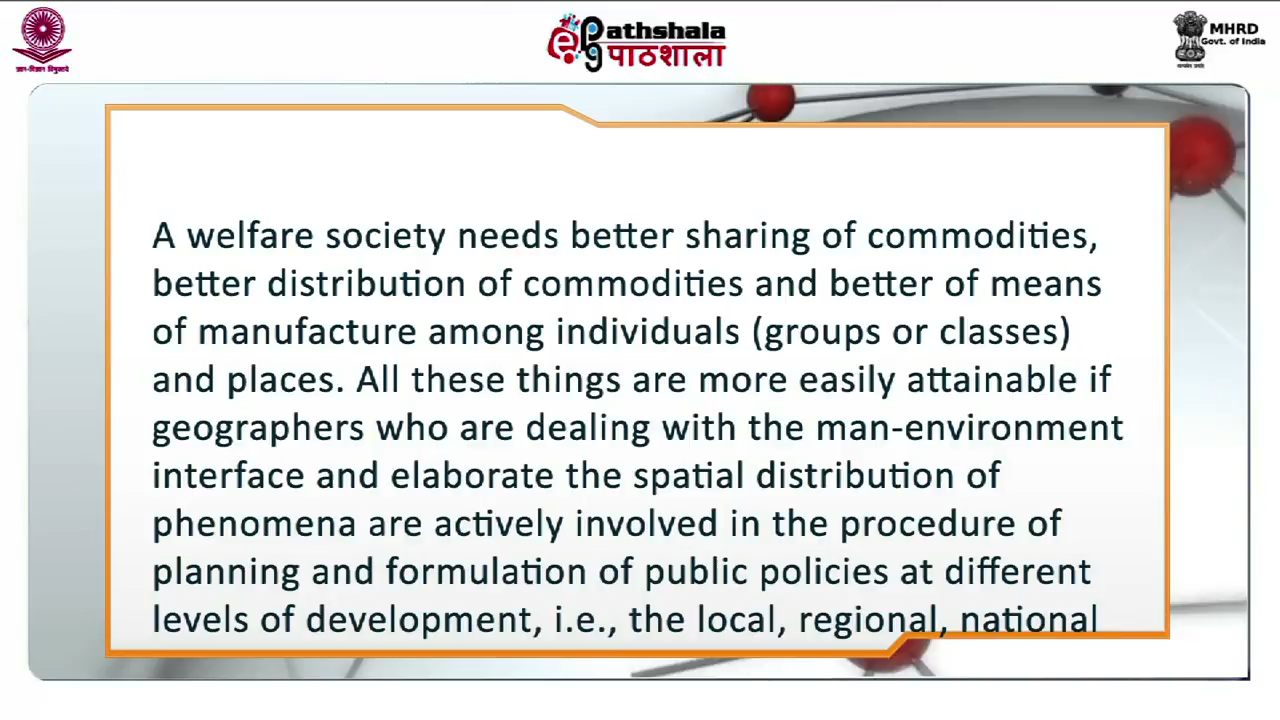 ज्ञान-विज्ञान विमुक्तये
e pg
Pathshala
पाठशाला
MHRD
Govt. of India
A welfare society needs better sharing of commodities,
better distribution of commodities and better of means
of manufacture among individuals (groups or classes)
and places. All these things are more easily attainable if
geographers who are dealing with the man-environment
interface and elaborate the spatial distribution of
phenomena are actively involved in the procedure of
planning and formulation of public policies at different
levels of development, i.e., the local, regional, national